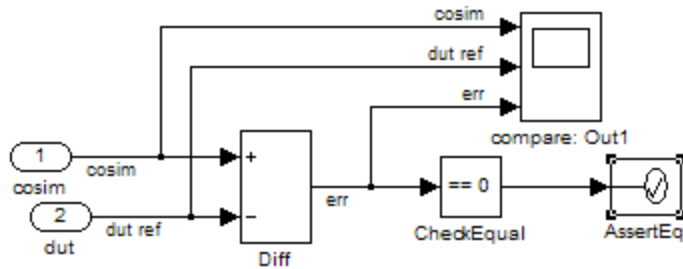 cosim
dut ref
err
compare: Out1
1
cosim
cosim
+
2
dut
dut ref
−
Diff
err
== 0
CheckEqual
AssertEq